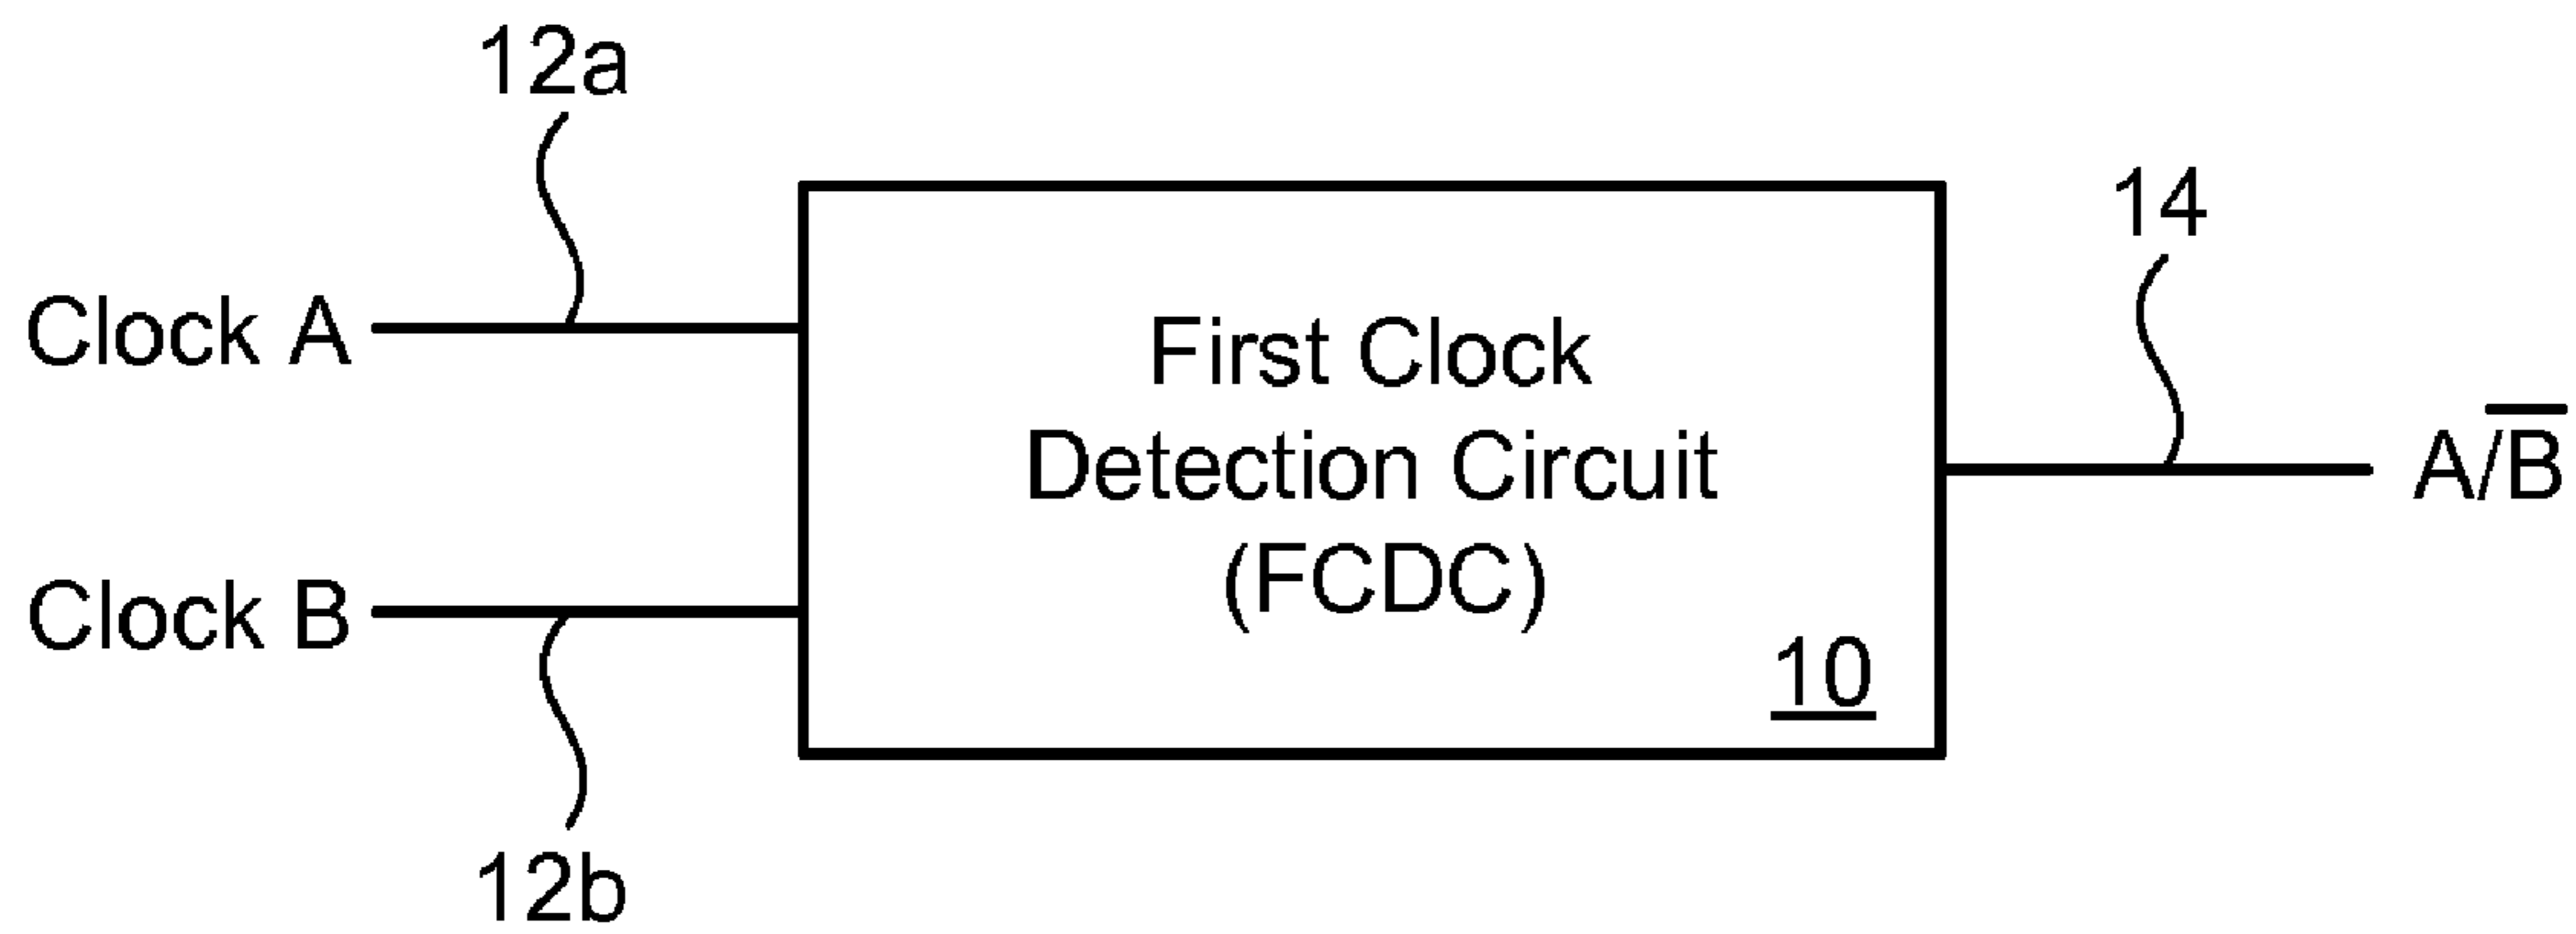 12a
14
Clock A
First Clock
Detection Circuit
(FCDC)
A/B̅
Clock B
10
12b